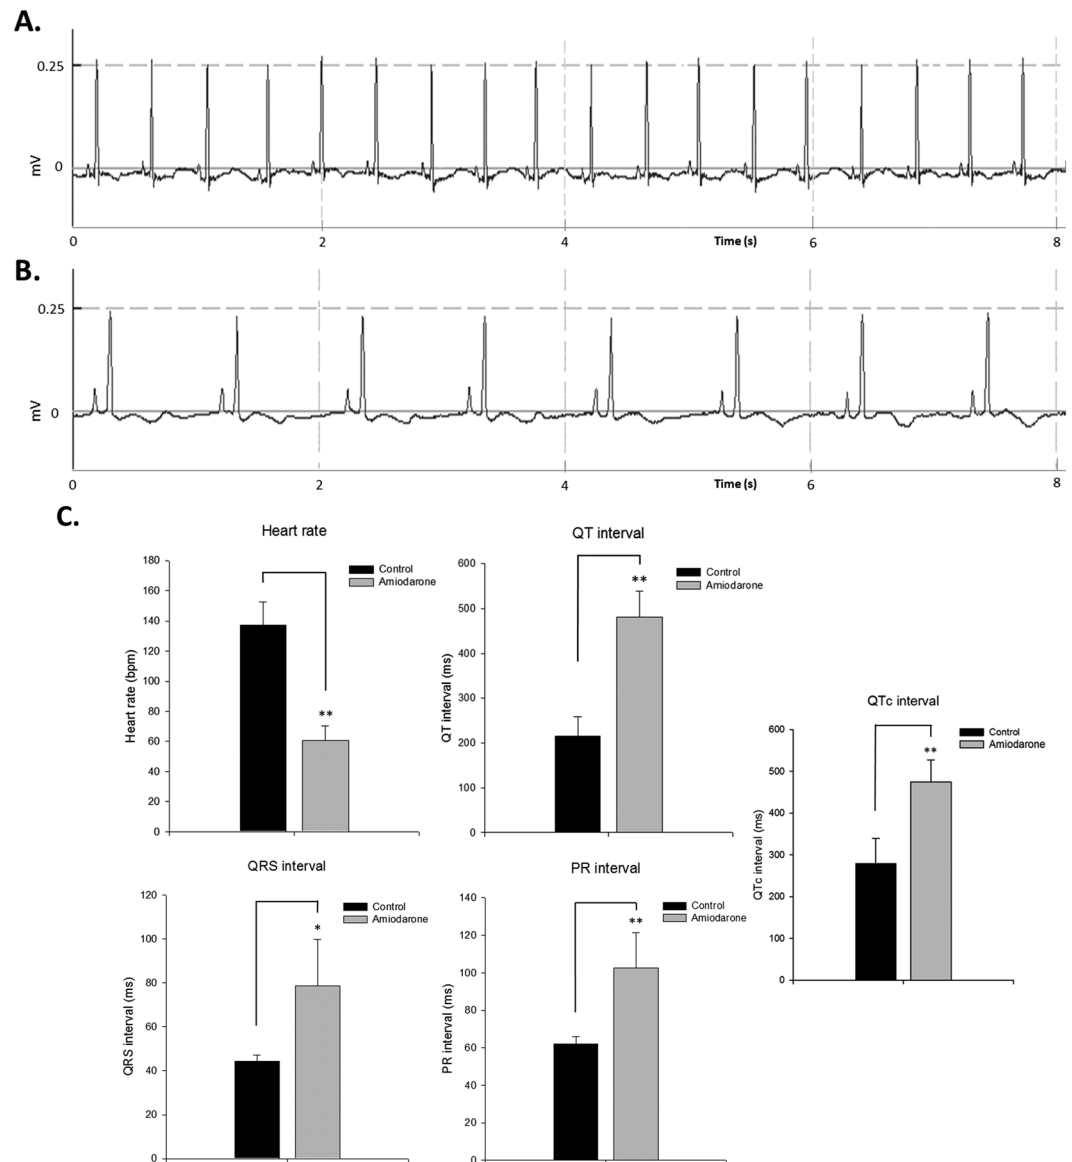 A.
0.25
mV
0
0 2 4 Time (s) 6 8
B.
0.25
mV
0
0 2 4 Time (s) 6 8
C.
Heart rate
Control
Amiodarone
Heart rate (bpm)
180
160
140
120
100
80
60
40
20
0
**
QT interval
Control
Amiodarone
QT interval (ms)
600
500
400
300
200
100
0
**
QTc interval
Control
Amiodarone
QTc interval (ms)
600
500
400
300
200
100
0
**
QRS interval
Control
Amiodarone
QRS interval (ms)
120
100
80
60
40
20
0
*
PR interval
Control
Amiodarone
PR interval (ms)
140
120
100
80
60
40
20
0
**